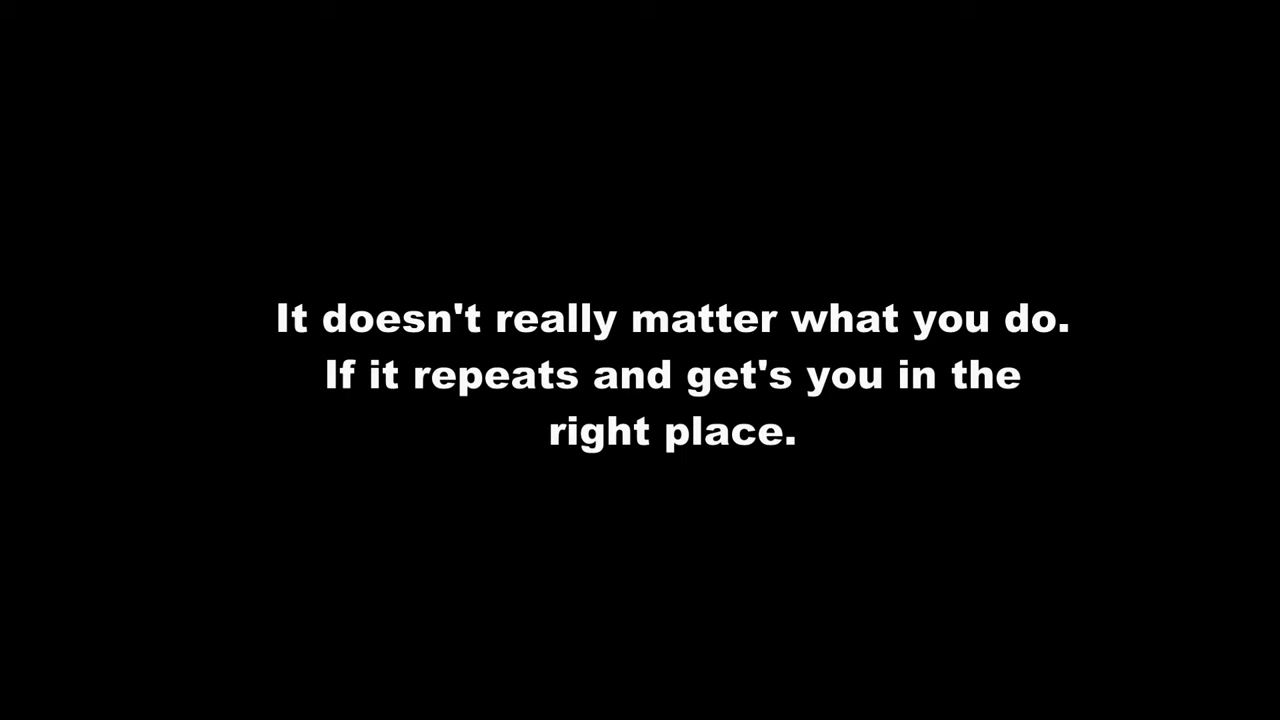 It doesn't really matter what you do.
If it repeats and get's you in the
right place.